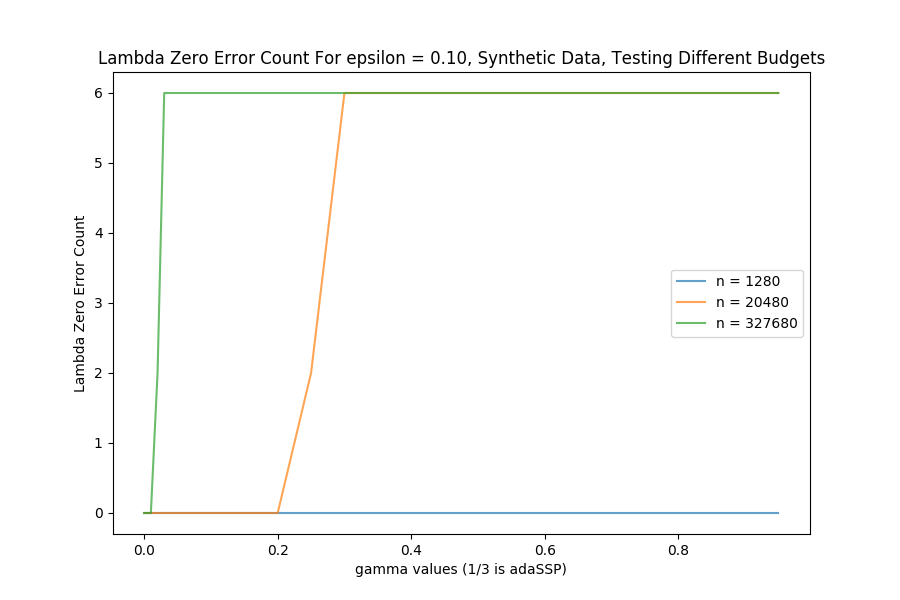 Lambda Zero Error Count For epsilon = 0.10, Synthetic Data, Testing Different Budgets
Lambda Zero Error Count
6
5
4
3
2
1
0
n = 1280
n = 20480
n = 327680
0.0 0.2 0.4 0.6 0.8
gamma values (1/3 is adaSSP)